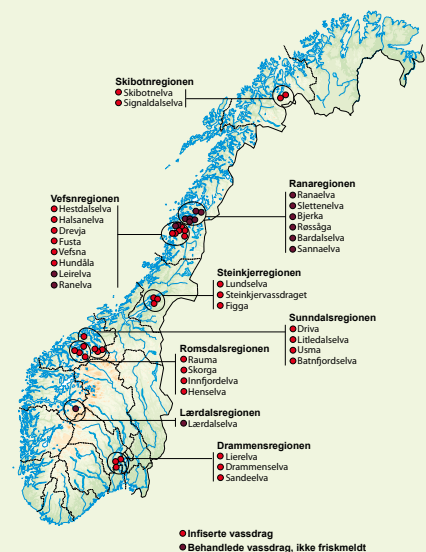 Skibotnregionen
Skibotnelva
Signaldalselva
Vefsnregionen
Hestdalselva
Halsanelva
Drevja
Fusta
Vefsna
Hundåla
Leirelva
Ranelva
Ranaregionen
Ranaelva
Slettenelva
Bjerka
Røssåga
Bardalselva
Sannaelva
Steinkjerregionen
Lundselva
Steinkjervassdraget
Figga
Sunndalsregionen
Driva
Litledalselva
Usma
Batnfjordselva
Romsdalsregionen
Rauma
Skorga
Innfjordelva
Henselva
Lærdalsregionen
Lærdalselva
Drammensregionen
Lierelva
Drammenselva
Sandeelva
Infiserte vassdrag
Behandlede vassdrag, ikke friskmeldt